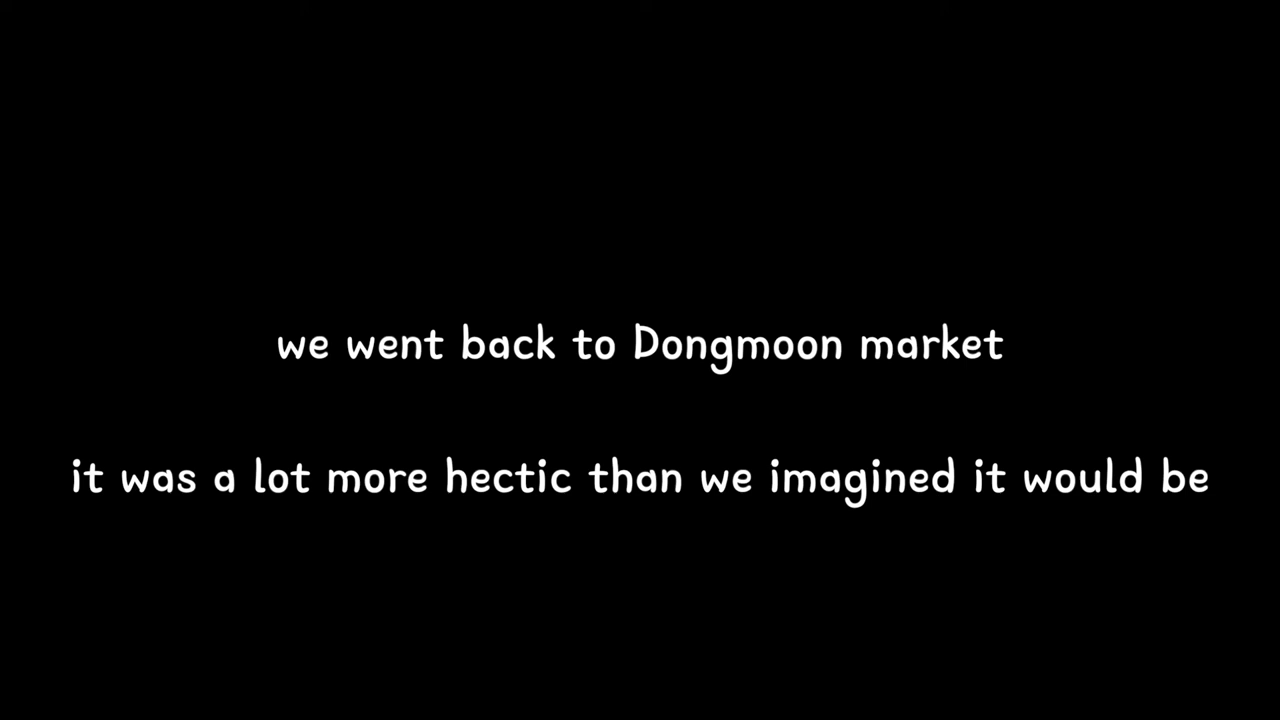 we went back to Dongmoon market
it was a lot more hectic than we imagined it would be